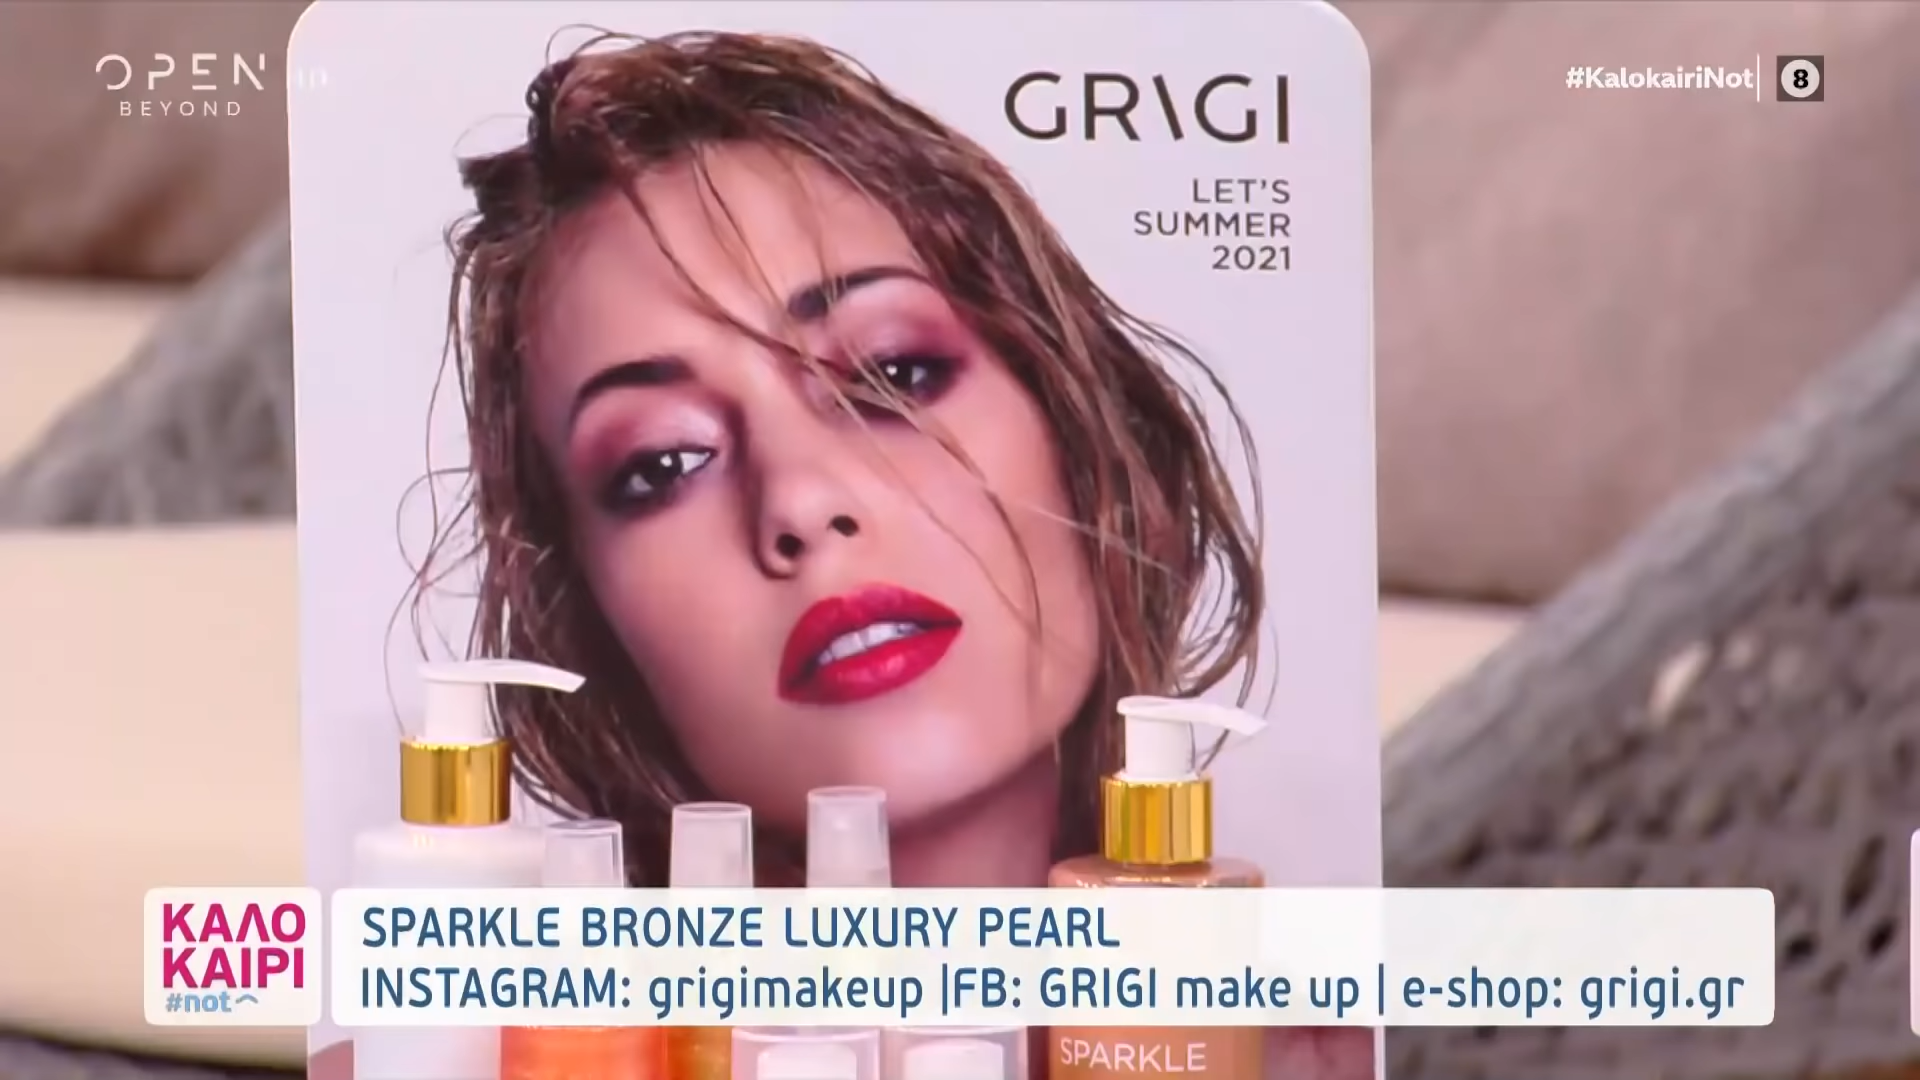 OPEN
BEYOND
#KalokairiNot
8
GRIGI
LET'S
SUMMER
2021
ΚΑΛΟ
ΚΑΙΡΙ
#not
SPARKLE BRONZE LUXURY PEARL
INSTAGRAM: grigimakeup |FB: GRIGI make up | e-shop: grigi.gr
SPARKLE